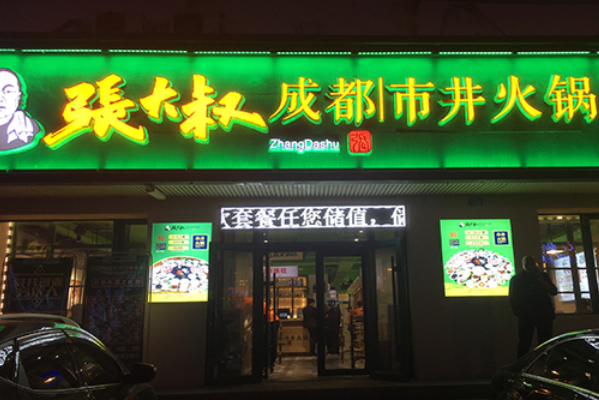 張大叔
成都|市井火锅
ZhangDashu
套餐任您储值，